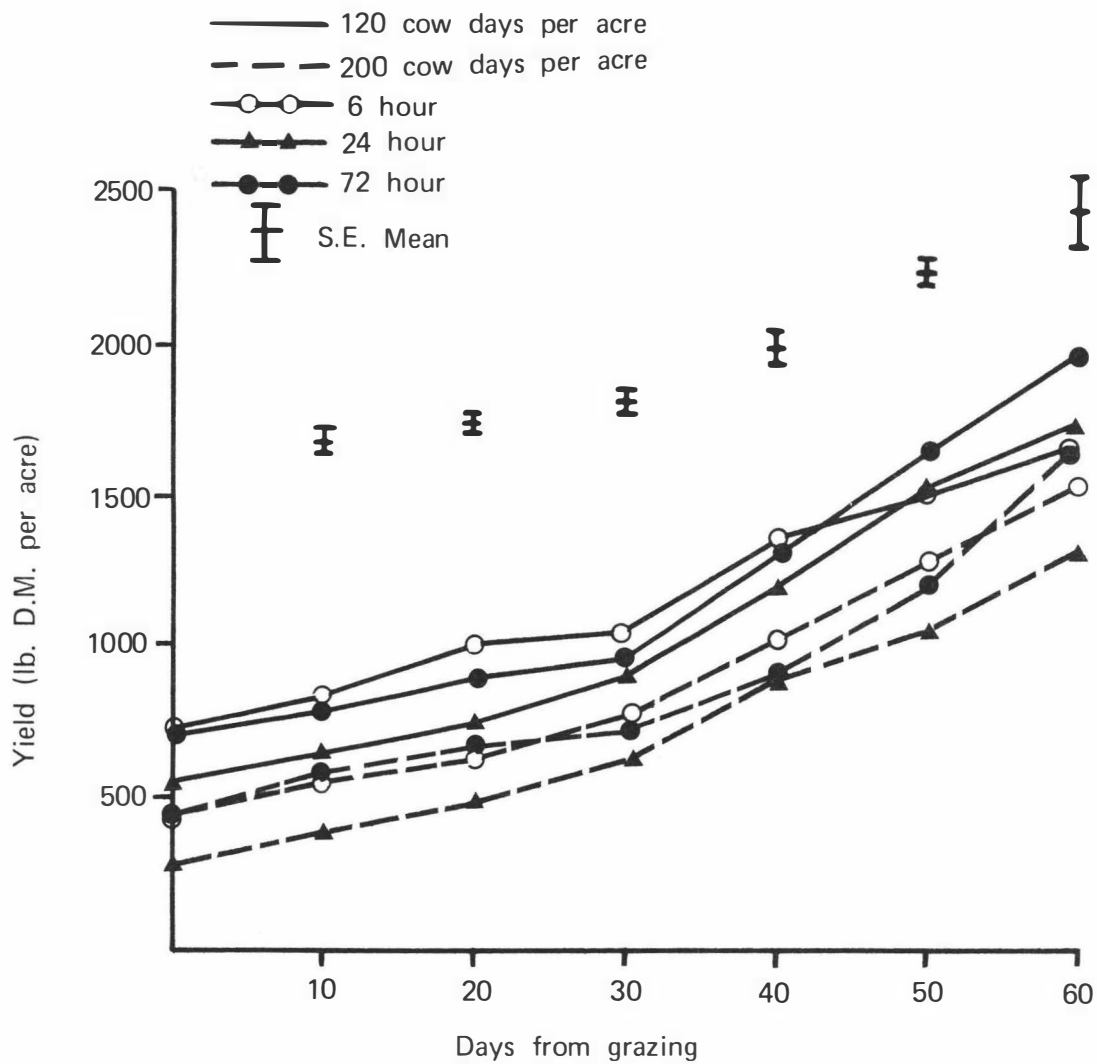 120 cow days per acre
200 cow days per acre
6 hour
24 hour
72 hour
S.E. Mean
2500
2000
1500
1000
500
Yield (lb. D.M. per acre)
10 20 30 40 50 60
Days from grazing